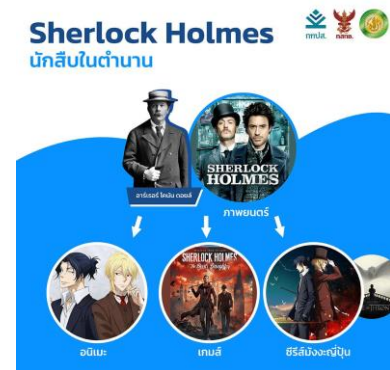 Sherlock Holmes
นักสืบในตำนาน
กทปส.
กสทช.
อาร์เธอร์ โคนัน ดอยล์
SHERLOCK
HOLMES
ภาพยนตร์
SHERLOCK HOLMES
The Devil's Daughter
อนิเมะ
เกมส์
ซีรีส์มังงะญี่ปุ่น